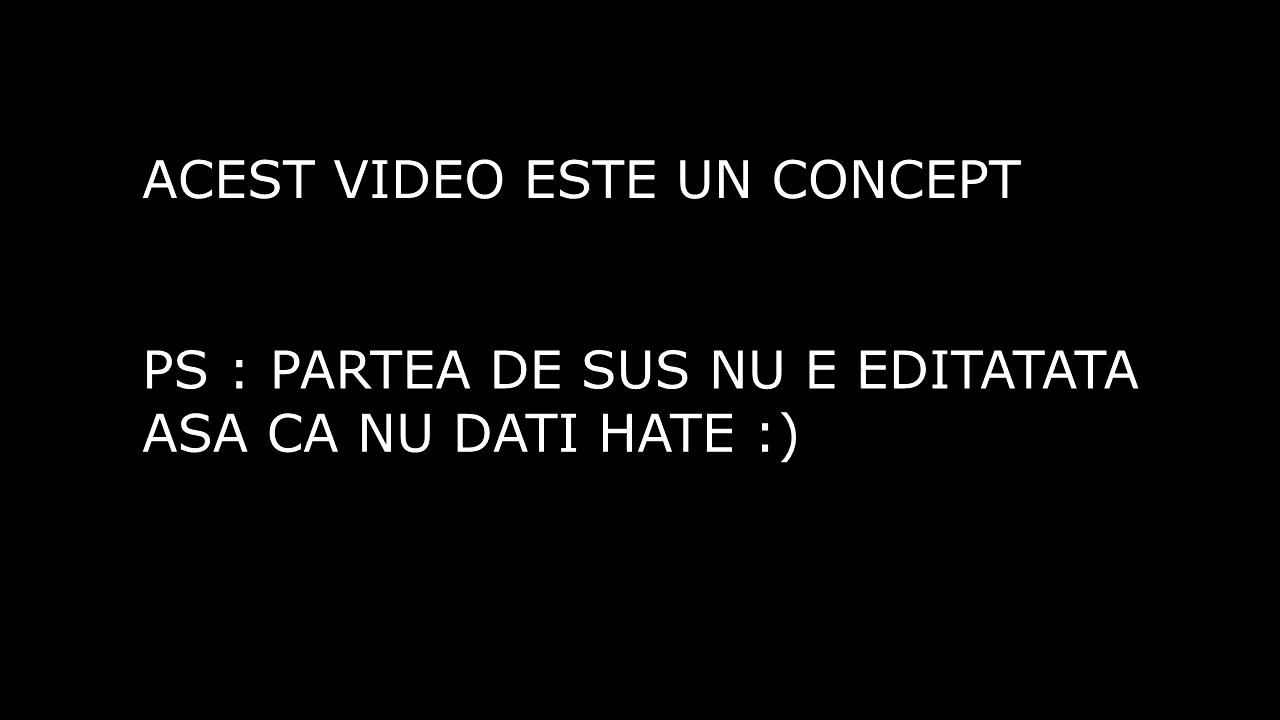 ACEST VIDEO ESTE UN CONCEPT
PS : PARTEA DE SUS NU E EDITATATA
ASA CA NU DATI HATE :)